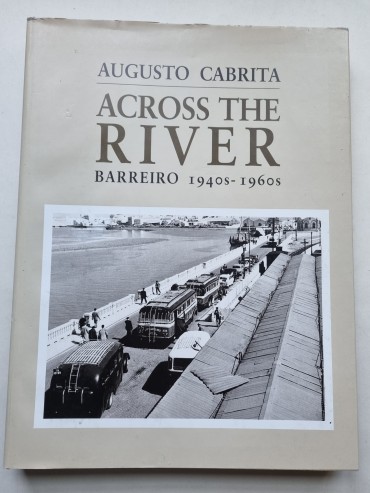 AUGUSTO CABRITA
ACROSS THE
RIVER
BARREIRO 1940s-1960s